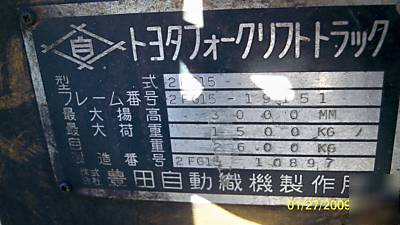 自
トヨタフォークリフトトラック
型式 2FG15-
フレーム番号 2FG15-19151
最大揚高 3000 MM
最大荷重 1500 KG
自重 2600 KG
製造番号 2FG15 10897
株式会社 豊田自動織機製作所
01/27/2009